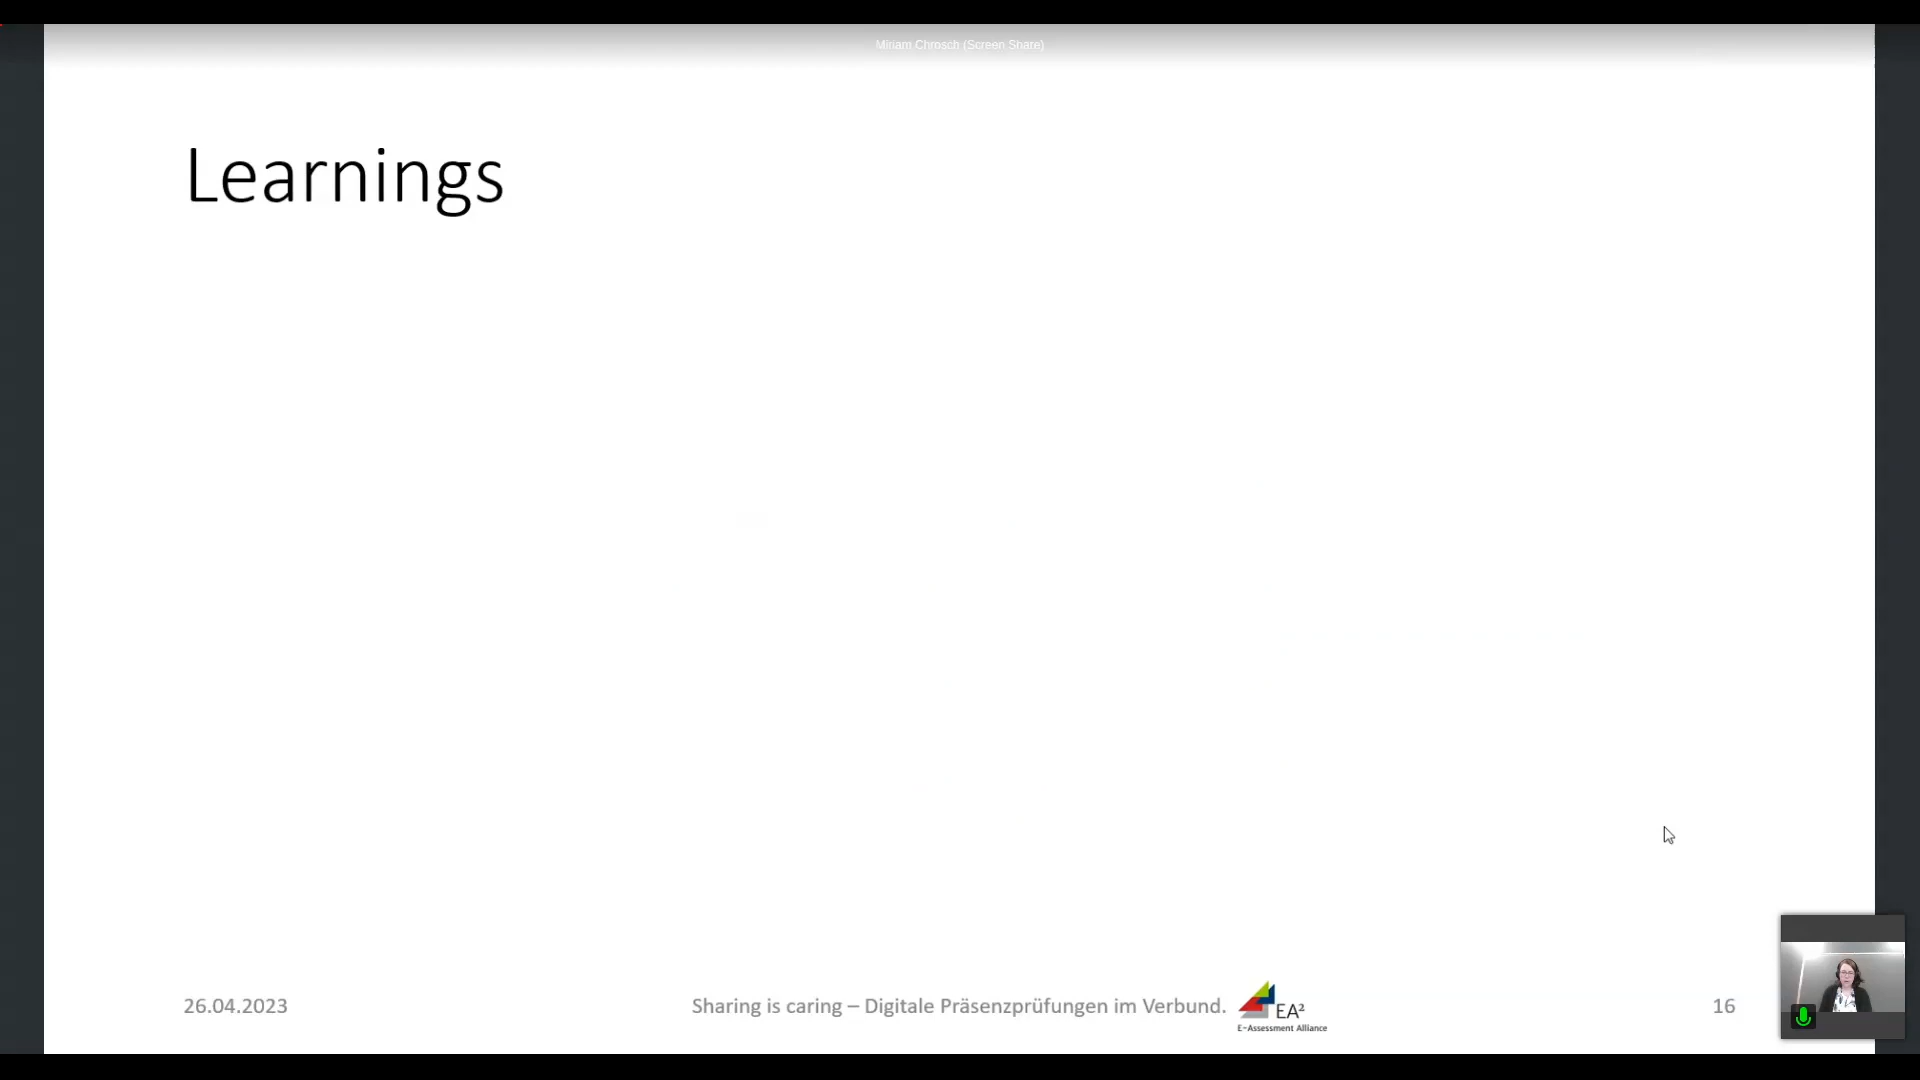 Miriam Chrosch (Screen Share)
Learnings
26.04.2023
Sharing is caring – Digitale Präsenzprüfungen im Verbund.
EA²
E-Assessment Alliance
16